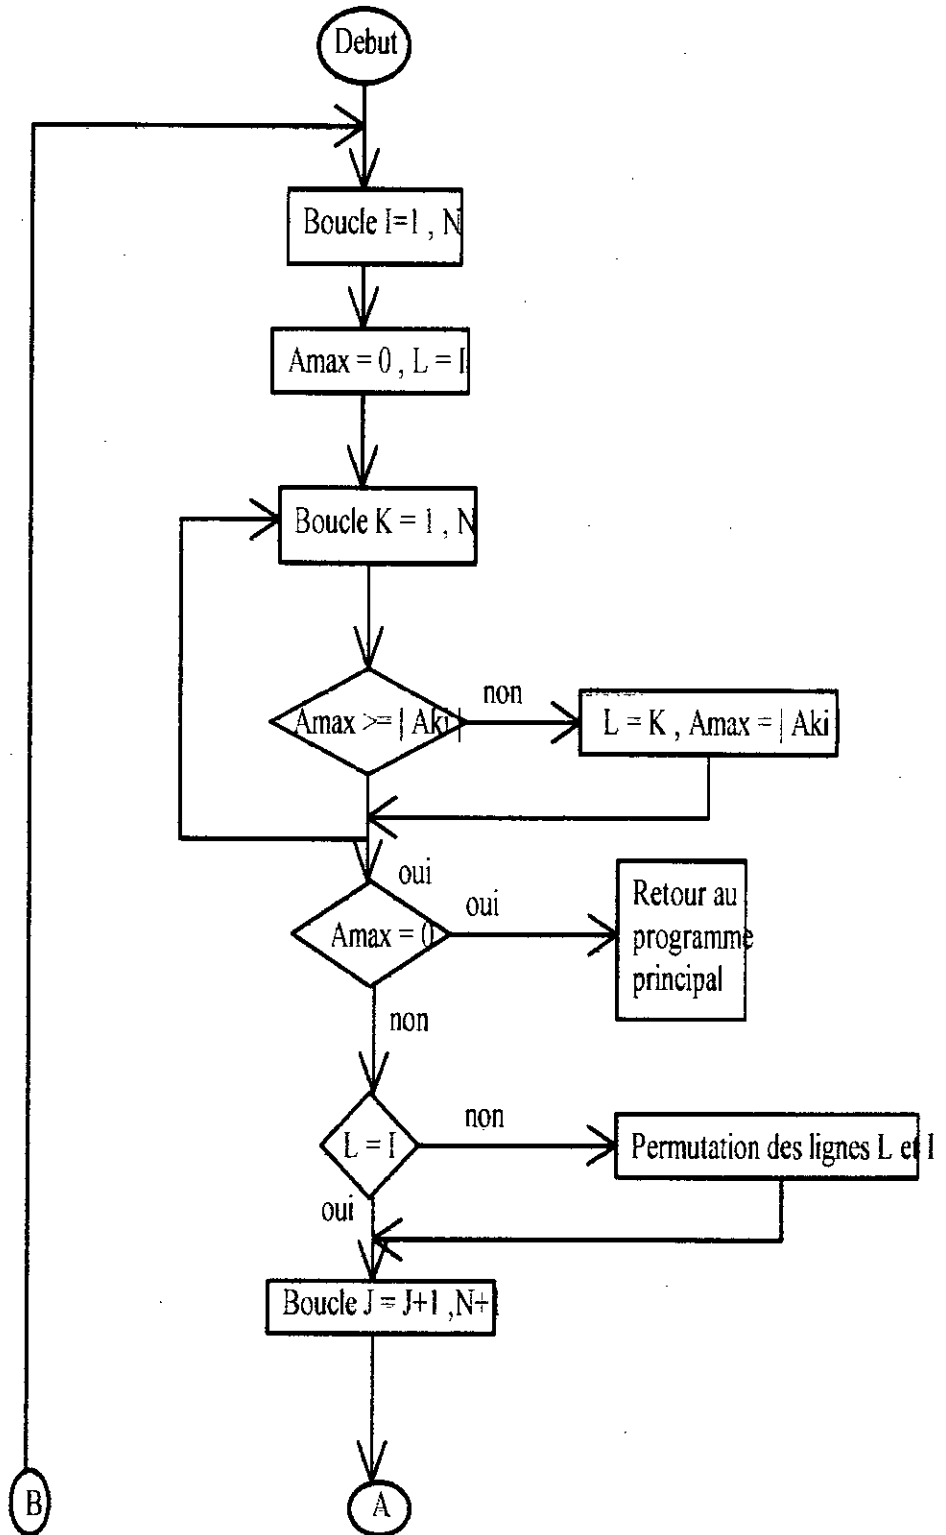 Debut
Boucle I=1 , N
Amax = 0 , L = I
Boucle K = 1 , N
Amax >= | Aki |
non
L = K , Amax = | Aki
oui
Amax = 0
oui
Retour au
programme
principal
non
L = I
non
Permutation des lignes L et I
oui
Boucle J = J+1 ,N+
B
A